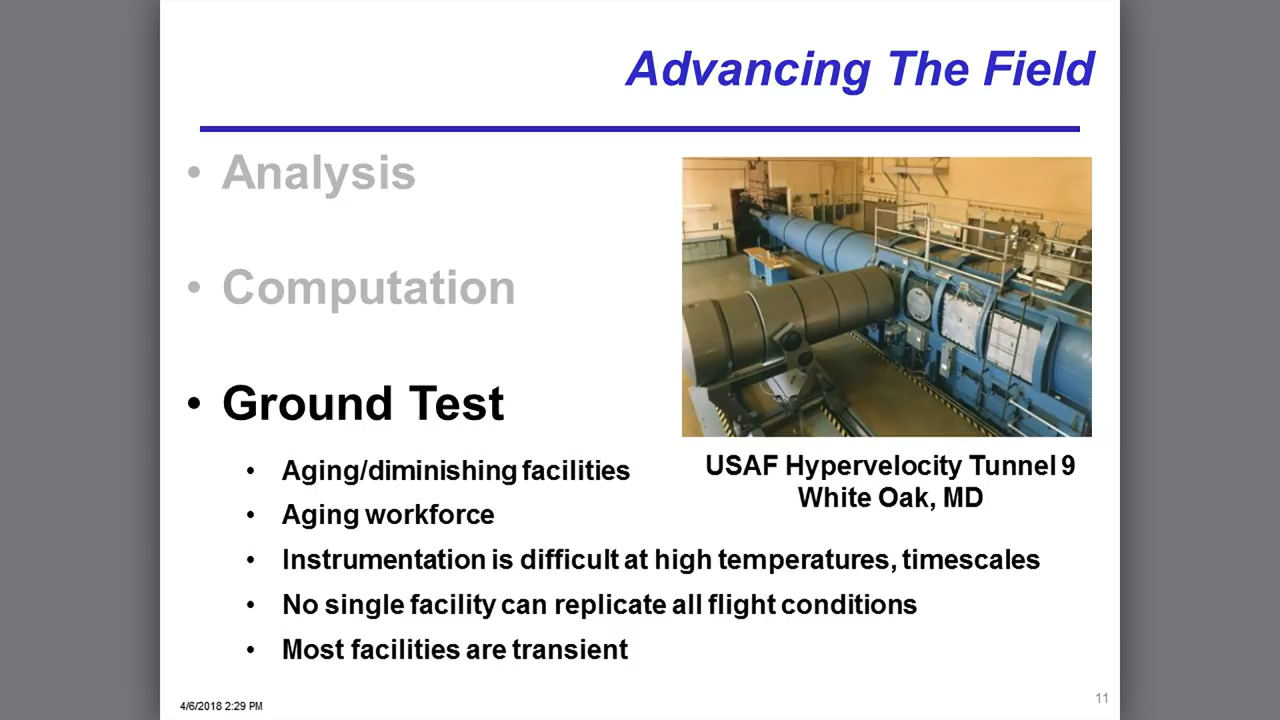 Advancing The Field
• Analysis
• Computation
• Ground Test
• Aging/diminishing facilities
• Aging workforce
• Instrumentation is difficult at high temperatures, timescales
• No single facility can replicate all flight conditions
• Most facilities are transient
USAF Hypervelocity Tunnel 9
White Oak, MD
4/6/2018 2:29 PM
11